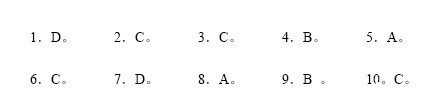 1. D。 2. C。 3. C。 4. B。 5. A。
6. C。 7. D。 8. A。 9. B 。 10。C。